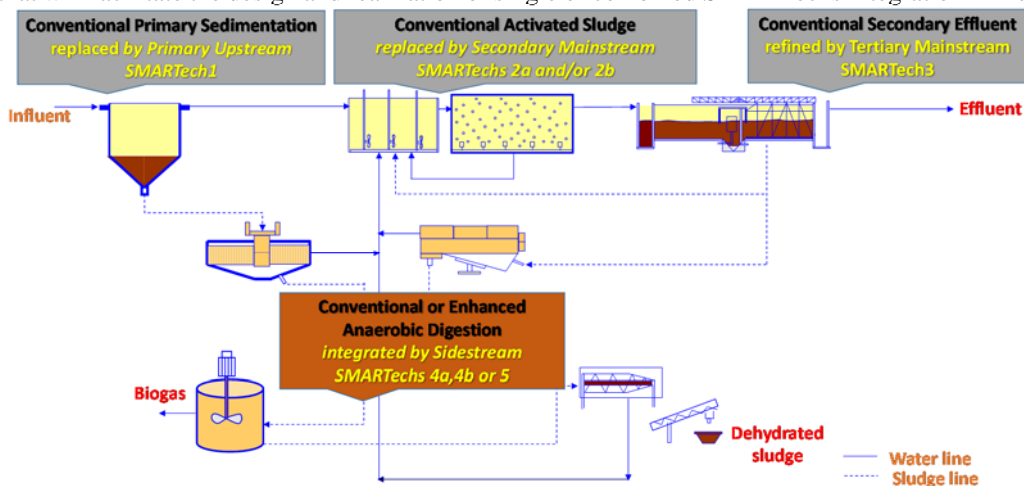 Conventional Primary Sedimentation
replaced by Primary Upstream
SMARTech1
Conventional Activated Sludge
replaced by Secondary Mainstream
SMARTechs 2a and/or 2b
Conventional Secondary Effluent
refined by Tertiary Mainstream
SMARTech3
Influent
Effluent
Conventional or Enhanced
Anaerobic Digestion
integrated by Sidestream
SMARTechs 4a,4b or 5
Biogas
Dehydrated
sludge
Water line
Sludge line